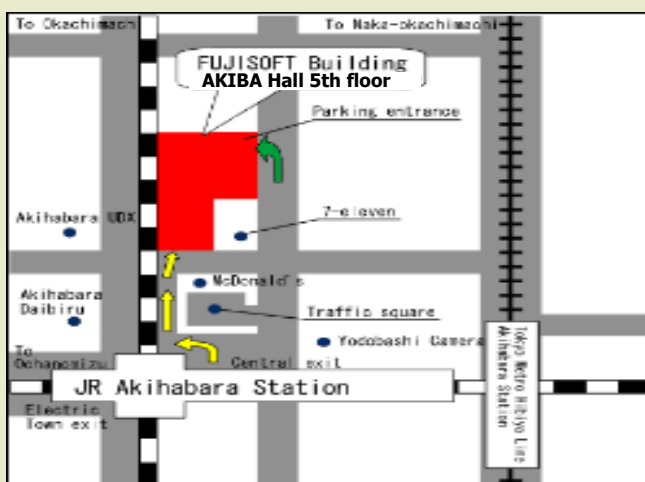 To Okachimachi
To Naka-okachimachi
FUJISOFT Building
AKIBA Hall 5th floor
Parking entrance
Akihabara UDX
7-eleven
McDonald's
Akihabara
Daibiru
Traffic square
To
Ochanomizu
Yodobashi Camera
Central exit
JR Akihabara Station
Electric
Town exit
Tokyo Metro Hibiya Line
Akihabara Station